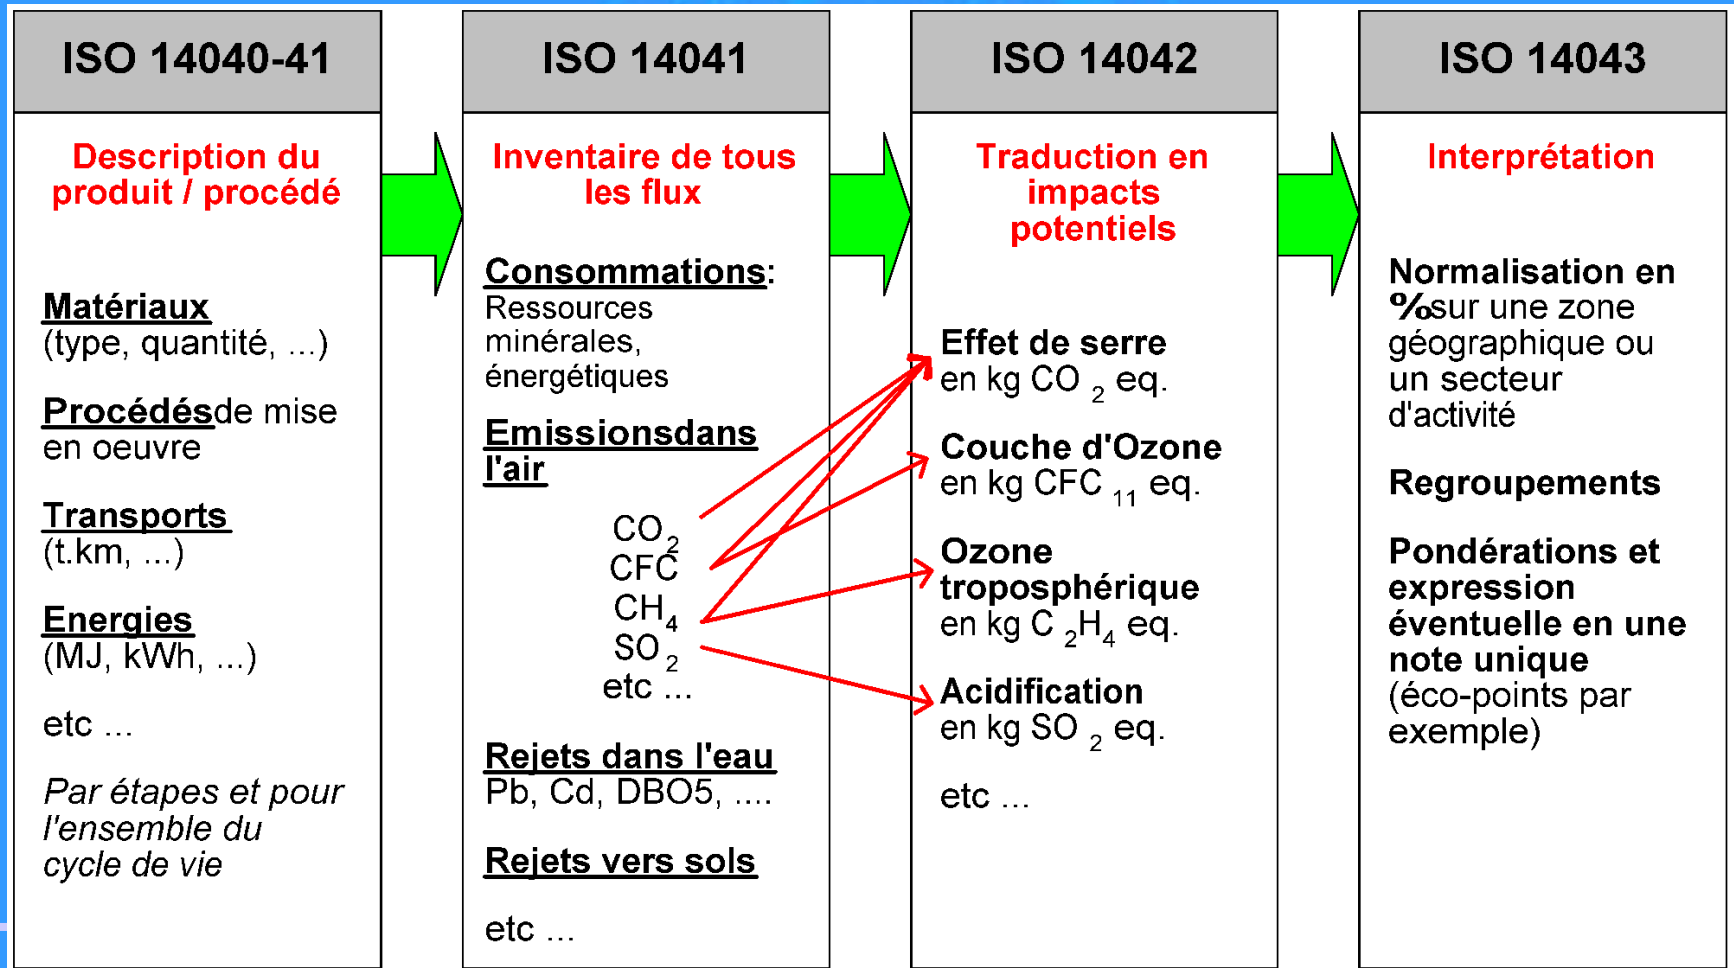 ISO 14040-41
Description du
produit / procédé
Matériaux
(type, quantité, ...)
Procédésde mise
en oeuvre
Transports
(t.km, ...)
Energies
(MJ, kWh, ...)
etc ...
Par étapes et pour
l'ensemble du
cycle de vie
ISO 14041
Inventaire de tous
les flux
Consommations:
Ressources
minérales,
énergétiques
Emissionsdans
l'air
CO2
CFC
CH4
SO2
etc ...
Rejets dans l'eau
Pb, Cd, DBO5, ....
Rejets vers sols
etc ...
ISO 14042
Traduction en
impacts
potentiels
Effet de serre
en kg CO 2 eq.
Couche d'Ozone
en kg CFC 11 eq.
Ozone
troposphérique
en kg C 2H4 eq.
Acidification
en kg SO 2 eq.
etc ...
ISO 14043
Interprétation
Normalisation en
%sur une zone
géographique ou
un secteur
d'activité
Regroupements
Pondérations et
expression
éventuelle en une
note unique
(éco-points par
exemple)